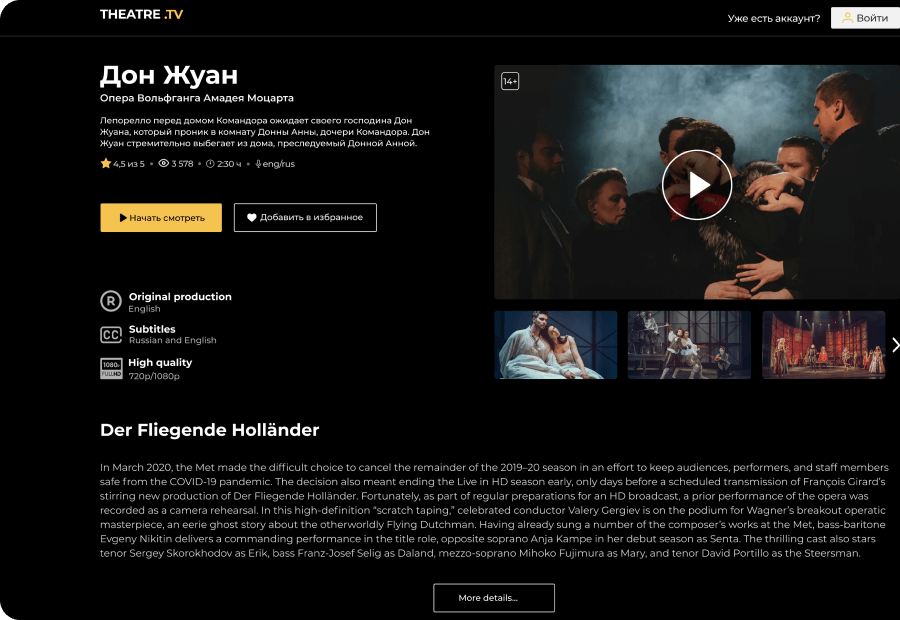 THEATRE .TV
Уже есть аккаунт?
Войти
Дон Жуан
Опера Вольфганга Амадея Моцарта
Лепорелло перед домом Командора ожидает своего господина Дон
Жуана, который проник в комнату Донны Анны, дочери Командора. Дон
Жуан стремительно выбегает из дома, преследуемый Донной Анной.
4,5 из 5 • 3 578 • 2:30 ч • eng/rus
Начать смотреть
Добавить в избранное
14+
R
Original production
English
CC
Subtitles
Russian and English
1080p
FULL HD
High quality
720p/1080p
Der Fliegende Holländer
In March 2020, the Met made the difficult choice to cancel the remainder of the 2019–20 season in an effort to keep audiences, performers, and staff members
safe from the COVID-19 pandemic. The decision also meant ending the Live in HD season early, only days before a scheduled transmission of François Girard’s
stirring new production of Der Fliegende Holländer. Fortunately, as part of regular preparations for an HD broadcast, a prior performance of the opera was
recorded as a camera rehearsal. In this high-definition “scratch taping,” celebrated conductor Valery Gergiev is on the podium for Wagner’s breakout operatic
masterpiece, an eerie ghost story about the otherworldly Flying Dutchman. Having already sung a number of the composer’s works at the Met, bass-baritone
Evgeny Nikitin delivers a commanding performance in the title role, opposite soprano Anja Kampe in her debut season as Senta. The thrilling cast also stars
tenor Sergey Skorokhodov as Erik, bass Franz-Josef Selig as Daland, mezzo-soprano Mihoko Fujimura as Mary, and tenor David Portillo as the Steersman.
More details...